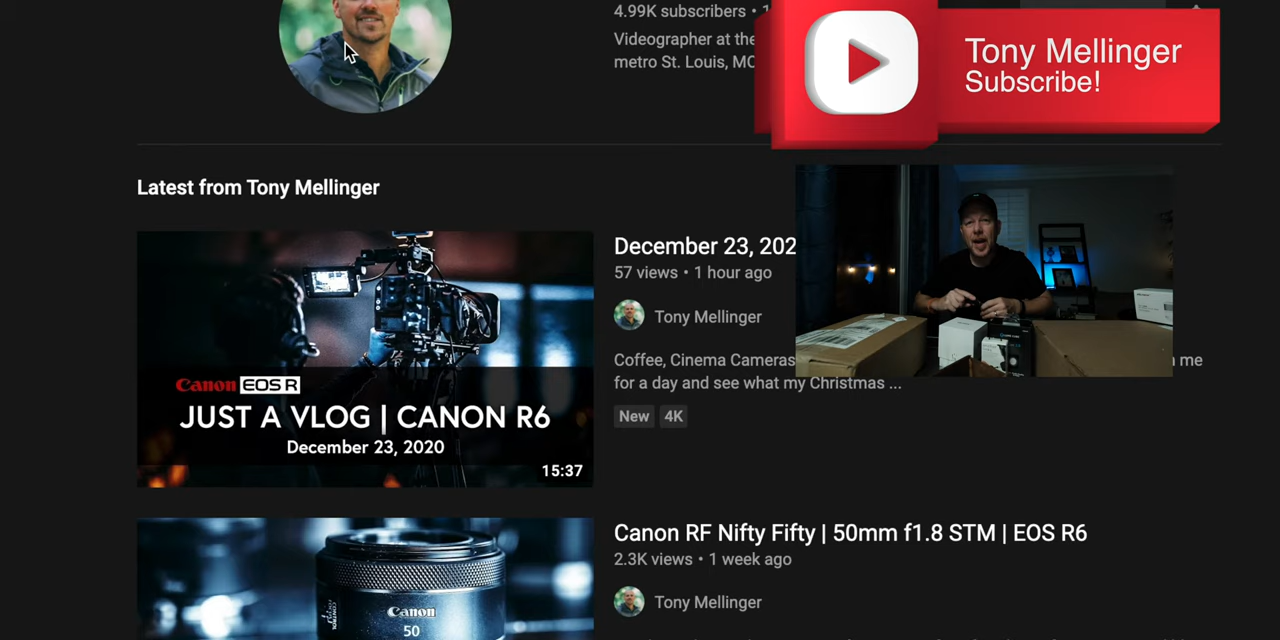 4.99K subscribers •
Videographer at the
metro St. Louis, MO
Tony Mellinger
Subscribe!
Latest from Tony Mellinger
Canon EOS R
JUST A VLOG | CANON R6
December 23, 2020
15:37
December 23, 202
57 views • 1 hour ago
Tony Mellinger
Coffee, Cinema Cameras me
for a day and see what my Christmas ...
New 4K
Canon
50
Canon RF Nifty Fifty | 50mm f1.8 STM | EOS R6
2.3K views • 1 week ago
Tony Mellinger